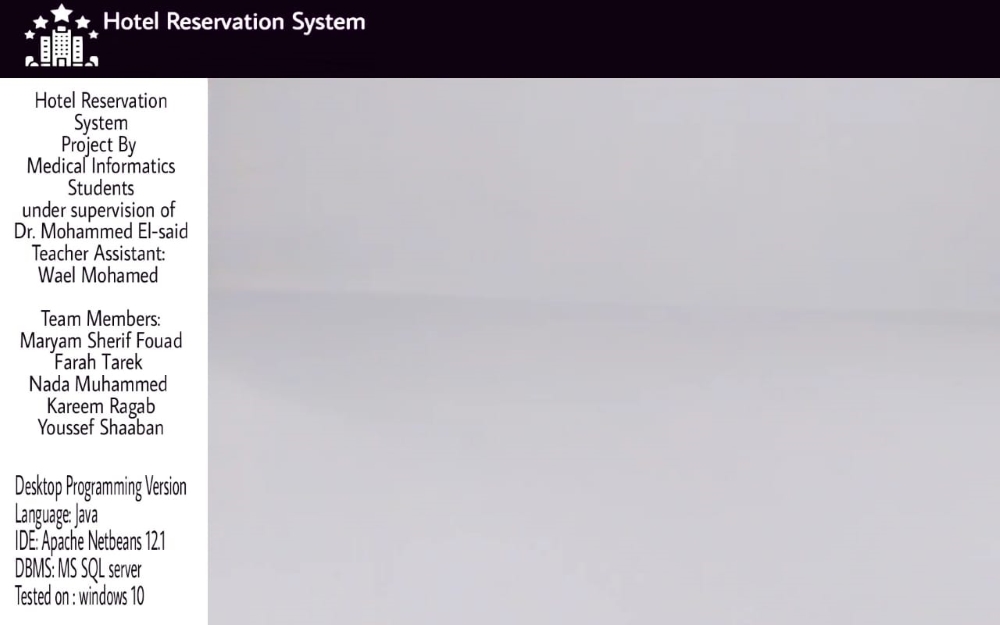 Hotel Reservation System
Hotel Reservation
System
Project By
Medical Informatics
Students
under supervision of
Dr. Mohammed El-said
Teacher Assistant:
Wael Mohamed
Team Members:
Maryam Sherif Fouad
Farah Tarek
Nada Muhammed
Kareem Ragab
Youssef Shaaban
Desktop Programming Version
Language: Java
IDE: Apache Netbeans 12.1
DBMS: MS SQL server
Tested on : windows 10